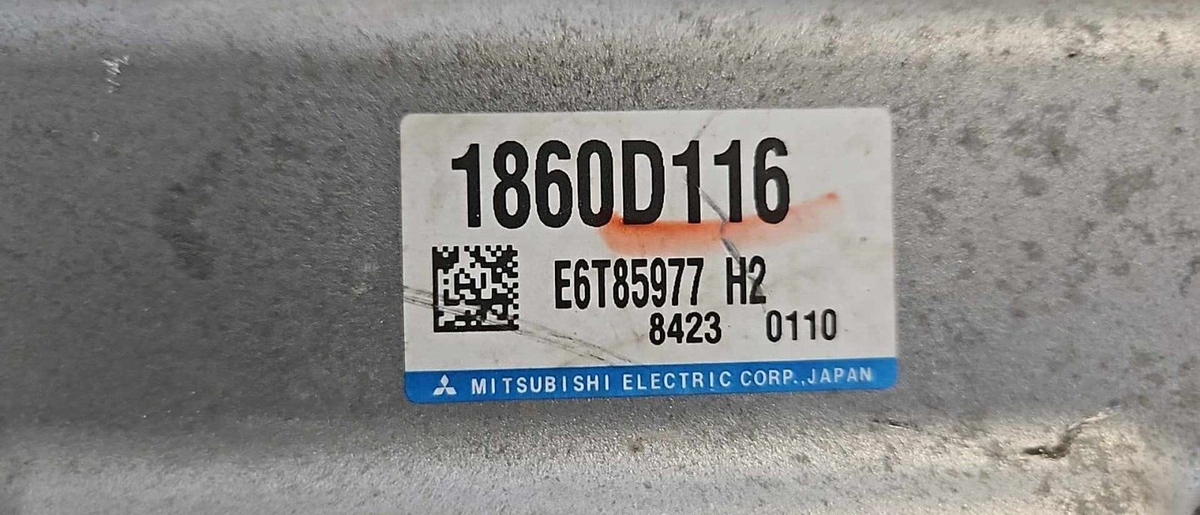 1860D116
E6T85977 H2
8423 0110
MITSUBISHI ELECTRIC CORP.,JAPAN